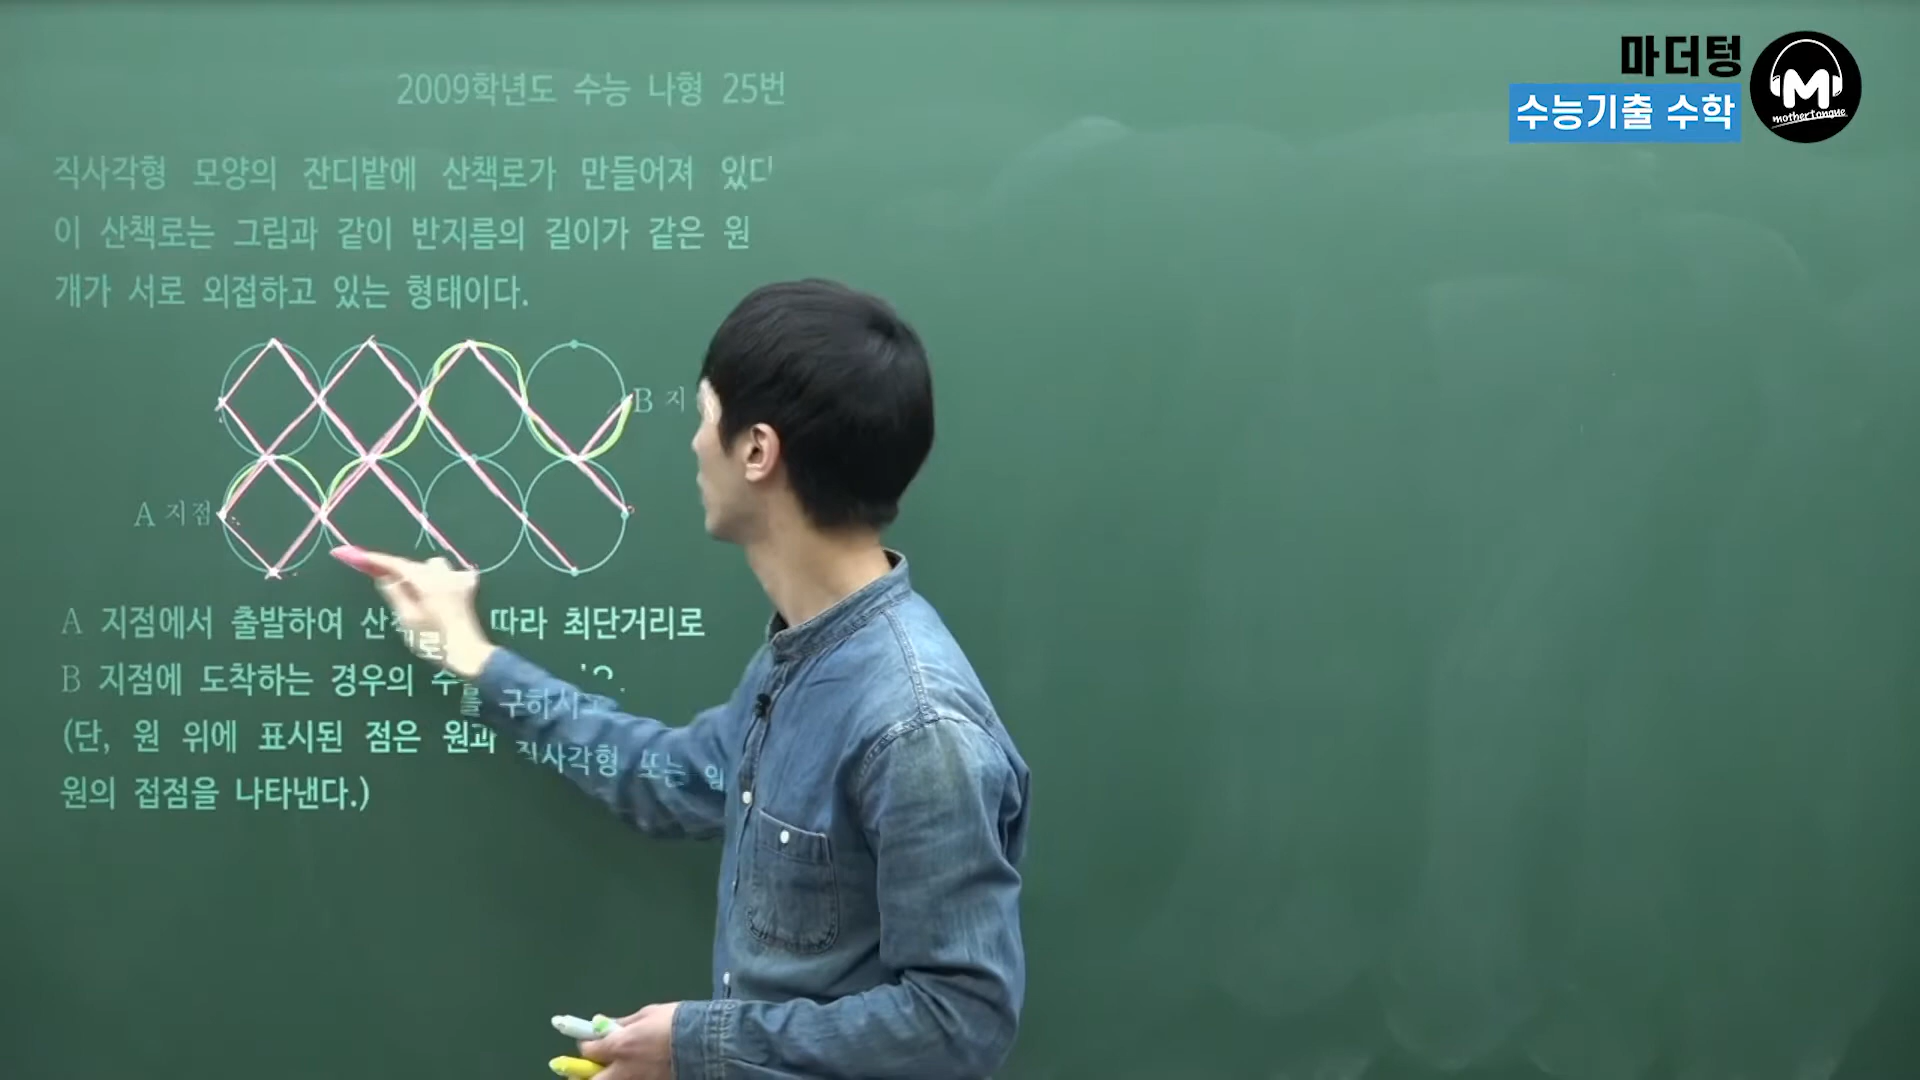 마더텅
수능기출 수학
M
mothertongue
2009학년도 수능 나형 25번
직사각형 모양의 잔디밭에 산책로가 만들어져 있다
이 산책로는 그림과 같이 반지름의 길이가 같은 원
개가 서로 외접하고 있는 형태이다.
B 지
A 지점
A 지점에서 출발하여 따라 최단거리로
B 지점에 도착하는 경우의 수를 구하시오
(단, 원 위에 표시된 점은 원과 직사각형 또는 원
원의 접점을 나타낸다.)